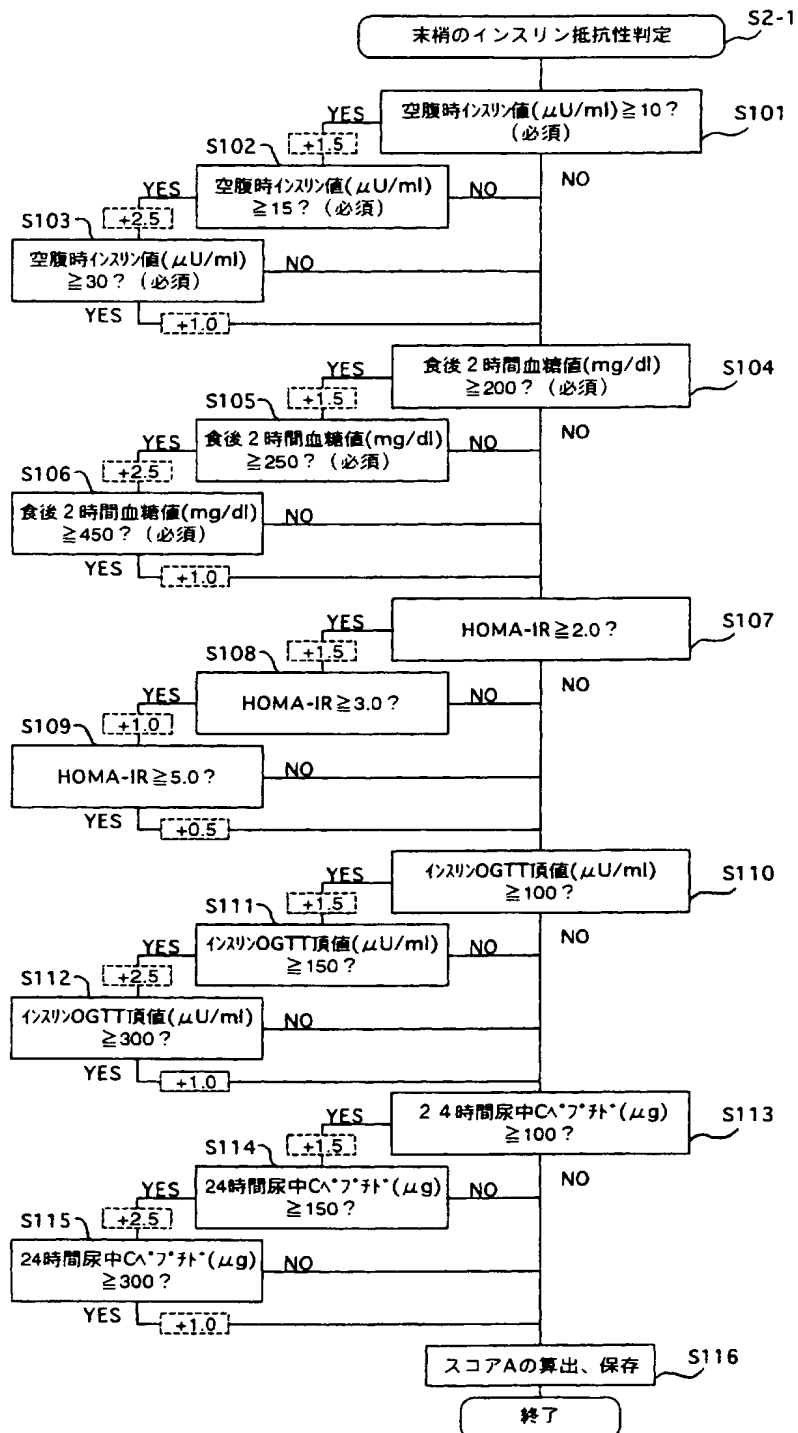 末梢のインスリン抵抗性判定
S2-1
YES
空腹時インスリン値(μU/ml)≧10?
(必須)
S101
+1.5
NO
S102
YES
空腹時インスリン値(μU/ml)
≧15?(必須)
NO
+2.5
S103
空腹時インスリン値(μU/ml)
≧30?(必須)
NO
YES
+1.0
YES
食後2時間血糖値(mg/dl)
≧200?(必須)
S104
+1.5
NO
S105
YES
食後2時間血糖値(mg/dl)
≧250?(必須)
NO
+2.5
S106
食後2時間血糖値(mg/dl)
≧450?(必須)
NO
YES
+1.0
YES
HOMA-IR≧2.0?
S107
+1.5
NO
S108
YES
HOMA-IR≧3.0?
NO
+1.0
S109
HOMA-IR≧5.0?
NO
YES
+0.5
YES
インスリンOGTT頂値(μU/ml)
≧100?
S110
+1.5
NO
S111
YES
インスリンOGTT頂値(μU/ml)
≧150?
NO
+2.5
S112
インスリンOGTT頂値(μU/ml)
≧300?
NO
YES
+1.0
YES
24時間尿中Cペプチド(μg)
≧100?
S113
+1.5
NO
S114
YES
24時間尿中Cペプチド(μg)
≧150?
NO
+2.5
S115
24時間尿中Cペプチド(μg)
≧300?
NO
YES
+1.0
スコアAの算出、保存
S116
終了